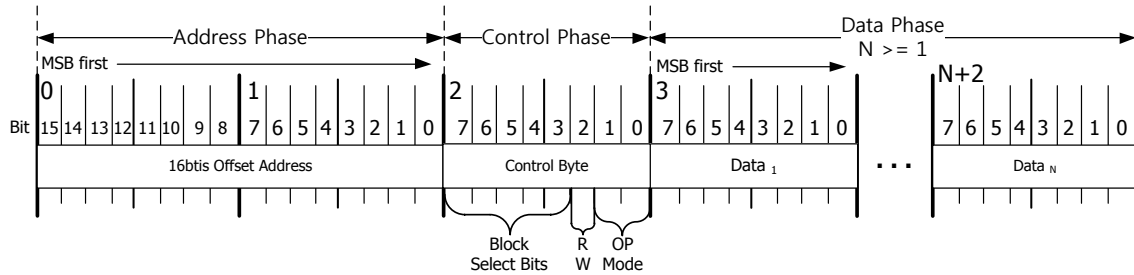 Address Phase Control Phase Data Phase
N >= 1
MSB first MSB first
0 1 2 3 N+2
Bit 15 14 13 12 11 10 9 8 7 6 5 4 3 2 1 0 7 6 5 4 3 2 1 0 7 6 5 4 3 2 1 0 7 6 5 4 3 2 1 0
16btis Offset Address Control Byte Data 1 ... Data N
Block R OP
Select Bits W Mode